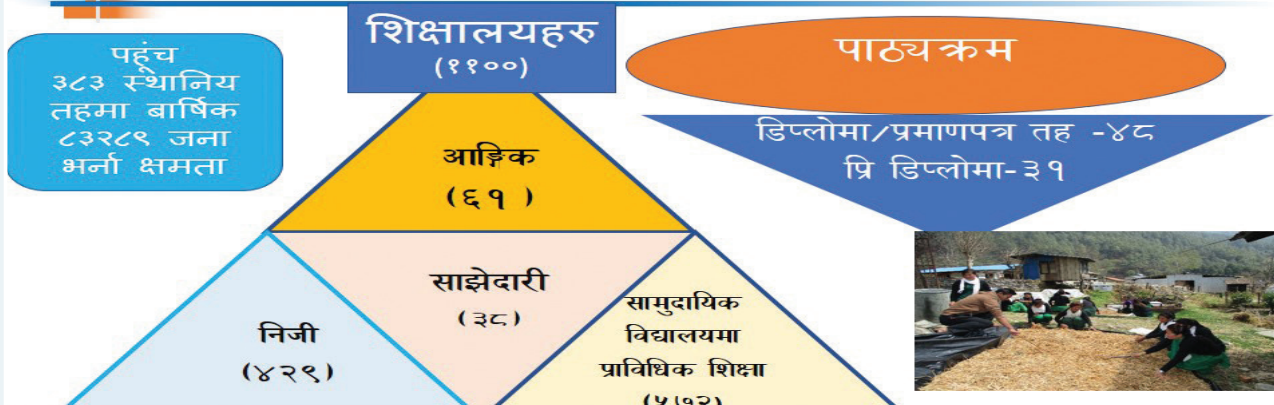 पहूंच
३८३ स्थानिय
तहमा बार्षिक
८३२८९ जना
भर्ना क्षमता
शिक्षालयहरु
(११००)
पाठ्यक्रम
डिप्लोमा/प्रमाणपत्र तह -४८
प्रि डिप्लोमा-३१
आङ्गिक
(६१ )
साझेदारी
(३८)
निजी
(४२९)
सामुदायिक
विद्यालयमा
प्राविधिक शिक्षा
(५७२)